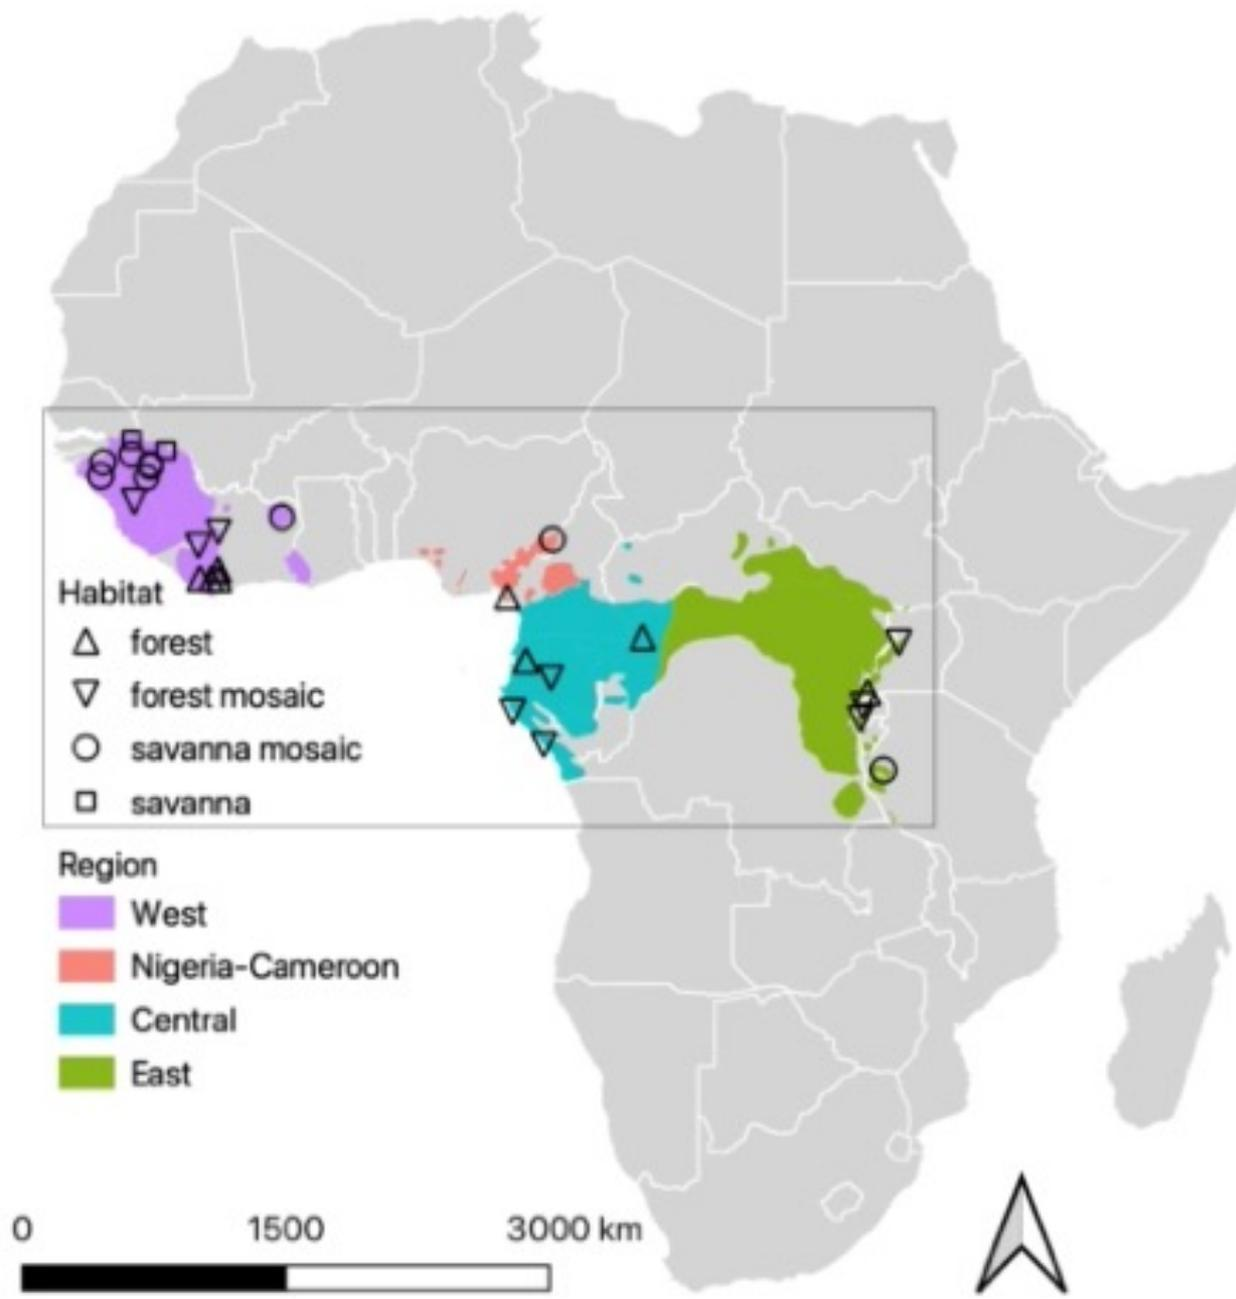 Habitat
forest
forest mosaic
savanna mosaic
savanna
Region
West
Nigeria-Cameroon
Central
East
0 1500 3000 km